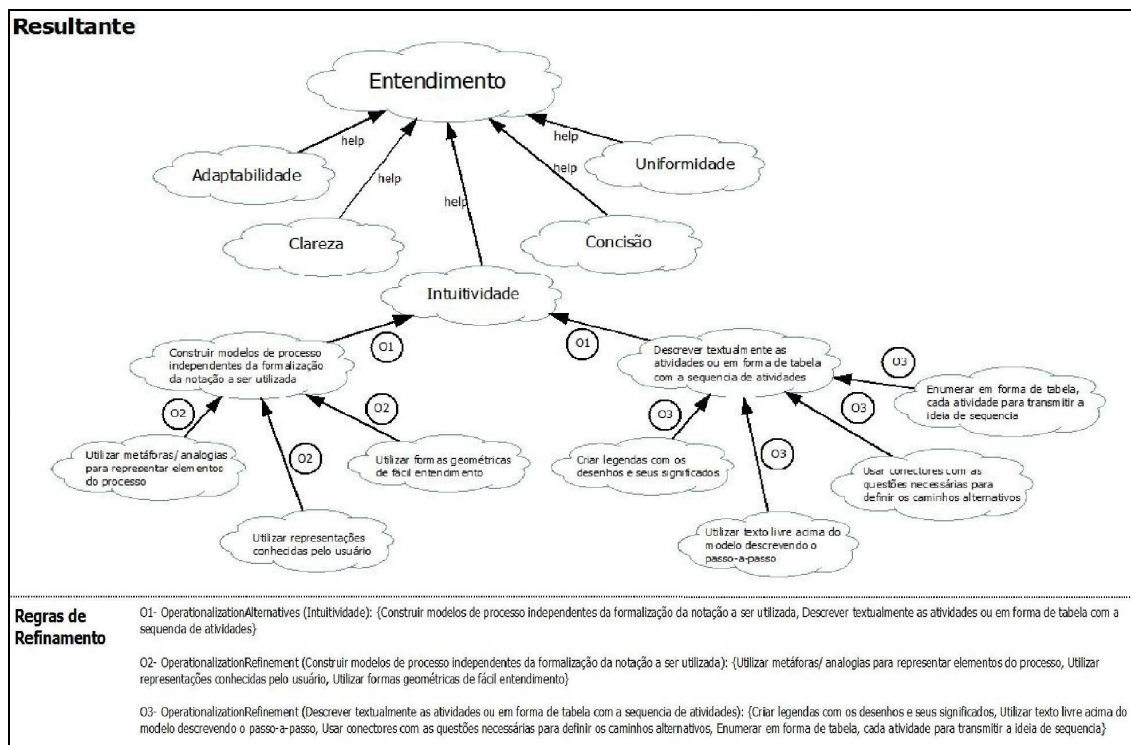 Resultante
Entendimento
help
help
help
help
help
Adaptabilidade
Uniformidade
Clareza
Concisão
Intuitividade
O1
O1
Construir modelos de processo
independentes da formalização
da notação a ser utilizada
Descrever textualmente as
atividades ou em forma de tabela
com a sequencia de atividades
O3
Enumerar em forma de tabela,
cada atividade para transmitir a
ideia de sequencia
O2
O2
O2
O3
O3
O3
Utilizar metáforas/ analogias
para representar elementos
do processo
Utilizar formas geométricas
de fácil entendimento
Criar legendas com os
desenhos e seus significados
Usar conectores com as
questões necessárias para
definir os caminhos alternativos
Utilizar representações
conhecidas pelo usuário
Utilizar texto livre acima do
modelo descrevendo o
passo-a-passo
Regras de
Refinamento
O1- OperationalizationAlternatives (Intuitividade): {Construir modelos de processo independentes da formalização da notação a ser utilizada, Descrever textualmente as atividades ou em forma de tabela com a
sequencia de atividades}
O2- OperationalizationRefinement (Construir modelos de processo independentes da formalização da notação a ser utilizada): {Utilizar metáforas/ analogias para representar elementos do processo, Utilizar
representações conhecidas pelo usuário, Utilizar formas geométricas de fácil entendimento}
O3- OperationalizationRefinement (Descrever textualmente as atividades ou em forma de tabela com a sequencia de atividades): {Criar legendas com os desenhos e seus significados, Utilizar texto livre acima do
modelo descrevendo o passo-a-passo, Usar conectores com as questões necessárias para definir os caminhos alternativos, Enumerar em forma de tabela, cada atividade para transmitir a ideia de sequencia}